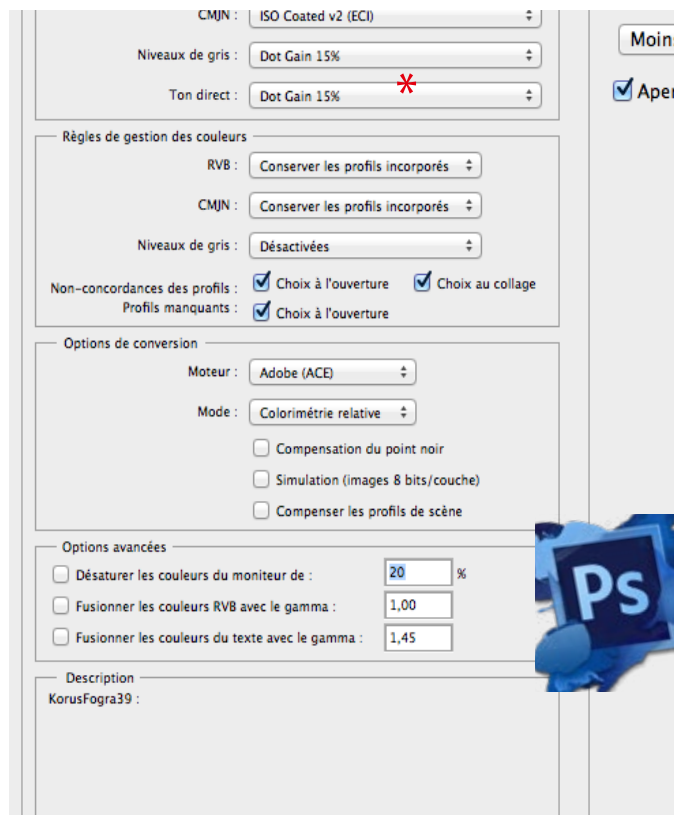 CMJN : ISO Coated v2 (ECI)
Niveaux de gris : Dot Gain 15%
Ton direct : Dot Gain 15% *
Moins
Aper
Règles de gestion des couleurs
RVB : Conserver les profils incorporés
CMJN : Conserver les profils incorporés
Niveaux de gris : Désactivées
Non-concordances des profils : Choix à l'ouverture Choix au collage
Profils manquants : Choix à l'ouverture
Options de conversion
Moteur : Adobe (ACE)
Mode : Colorimétrie relative
Compensation du point noir
Simulation (images 8 bits/couche)
Compenser les profils de scène
Options avancées
Désaturer les couleurs du moniteur de : 20 %
Fusionner les couleurs RVB avec le gamma : 1,00
Fusionner les couleurs du texte avec le gamma : 1,45
Ps
Description
KorusFogra39 :